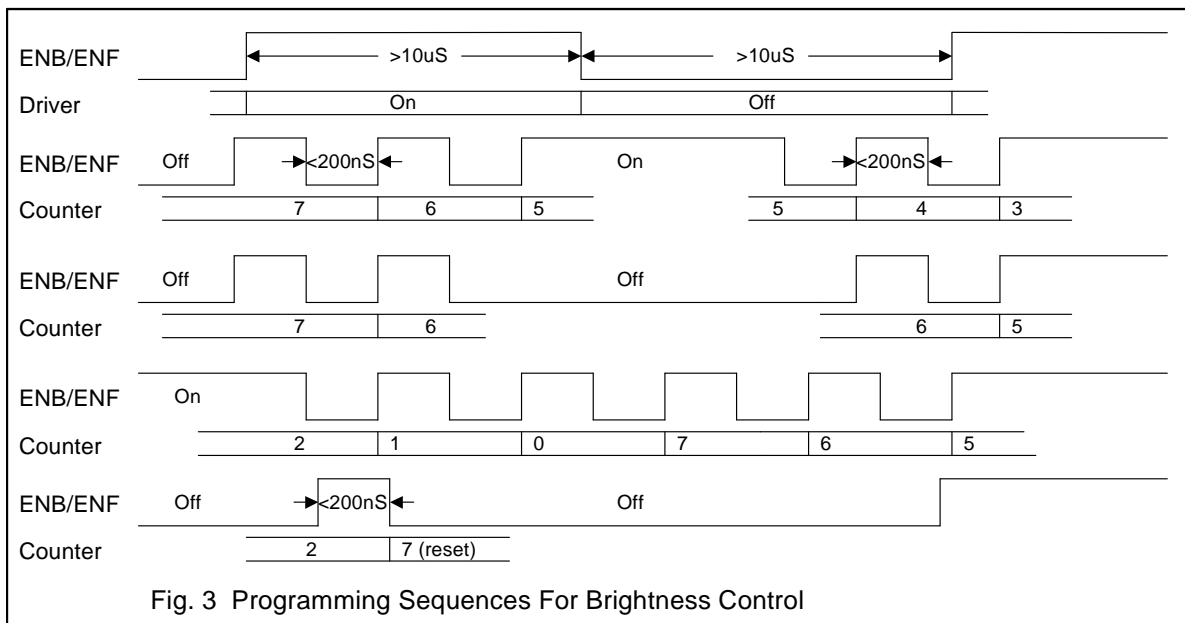 ENB/ENF >10uS >10uS
Driver On Off
ENB/ENF Off <200nS On <200nS
Counter 7 6 5 5 4 3
ENB/ENF Off Off
Counter 7 6 6 5
ENB/ENF On
Counter 2 1 0 7 6 5
ENB/ENF Off <200nS Off
Counter 2 7 (reset)
Fig. 3 Programming Sequences For Brightness Control